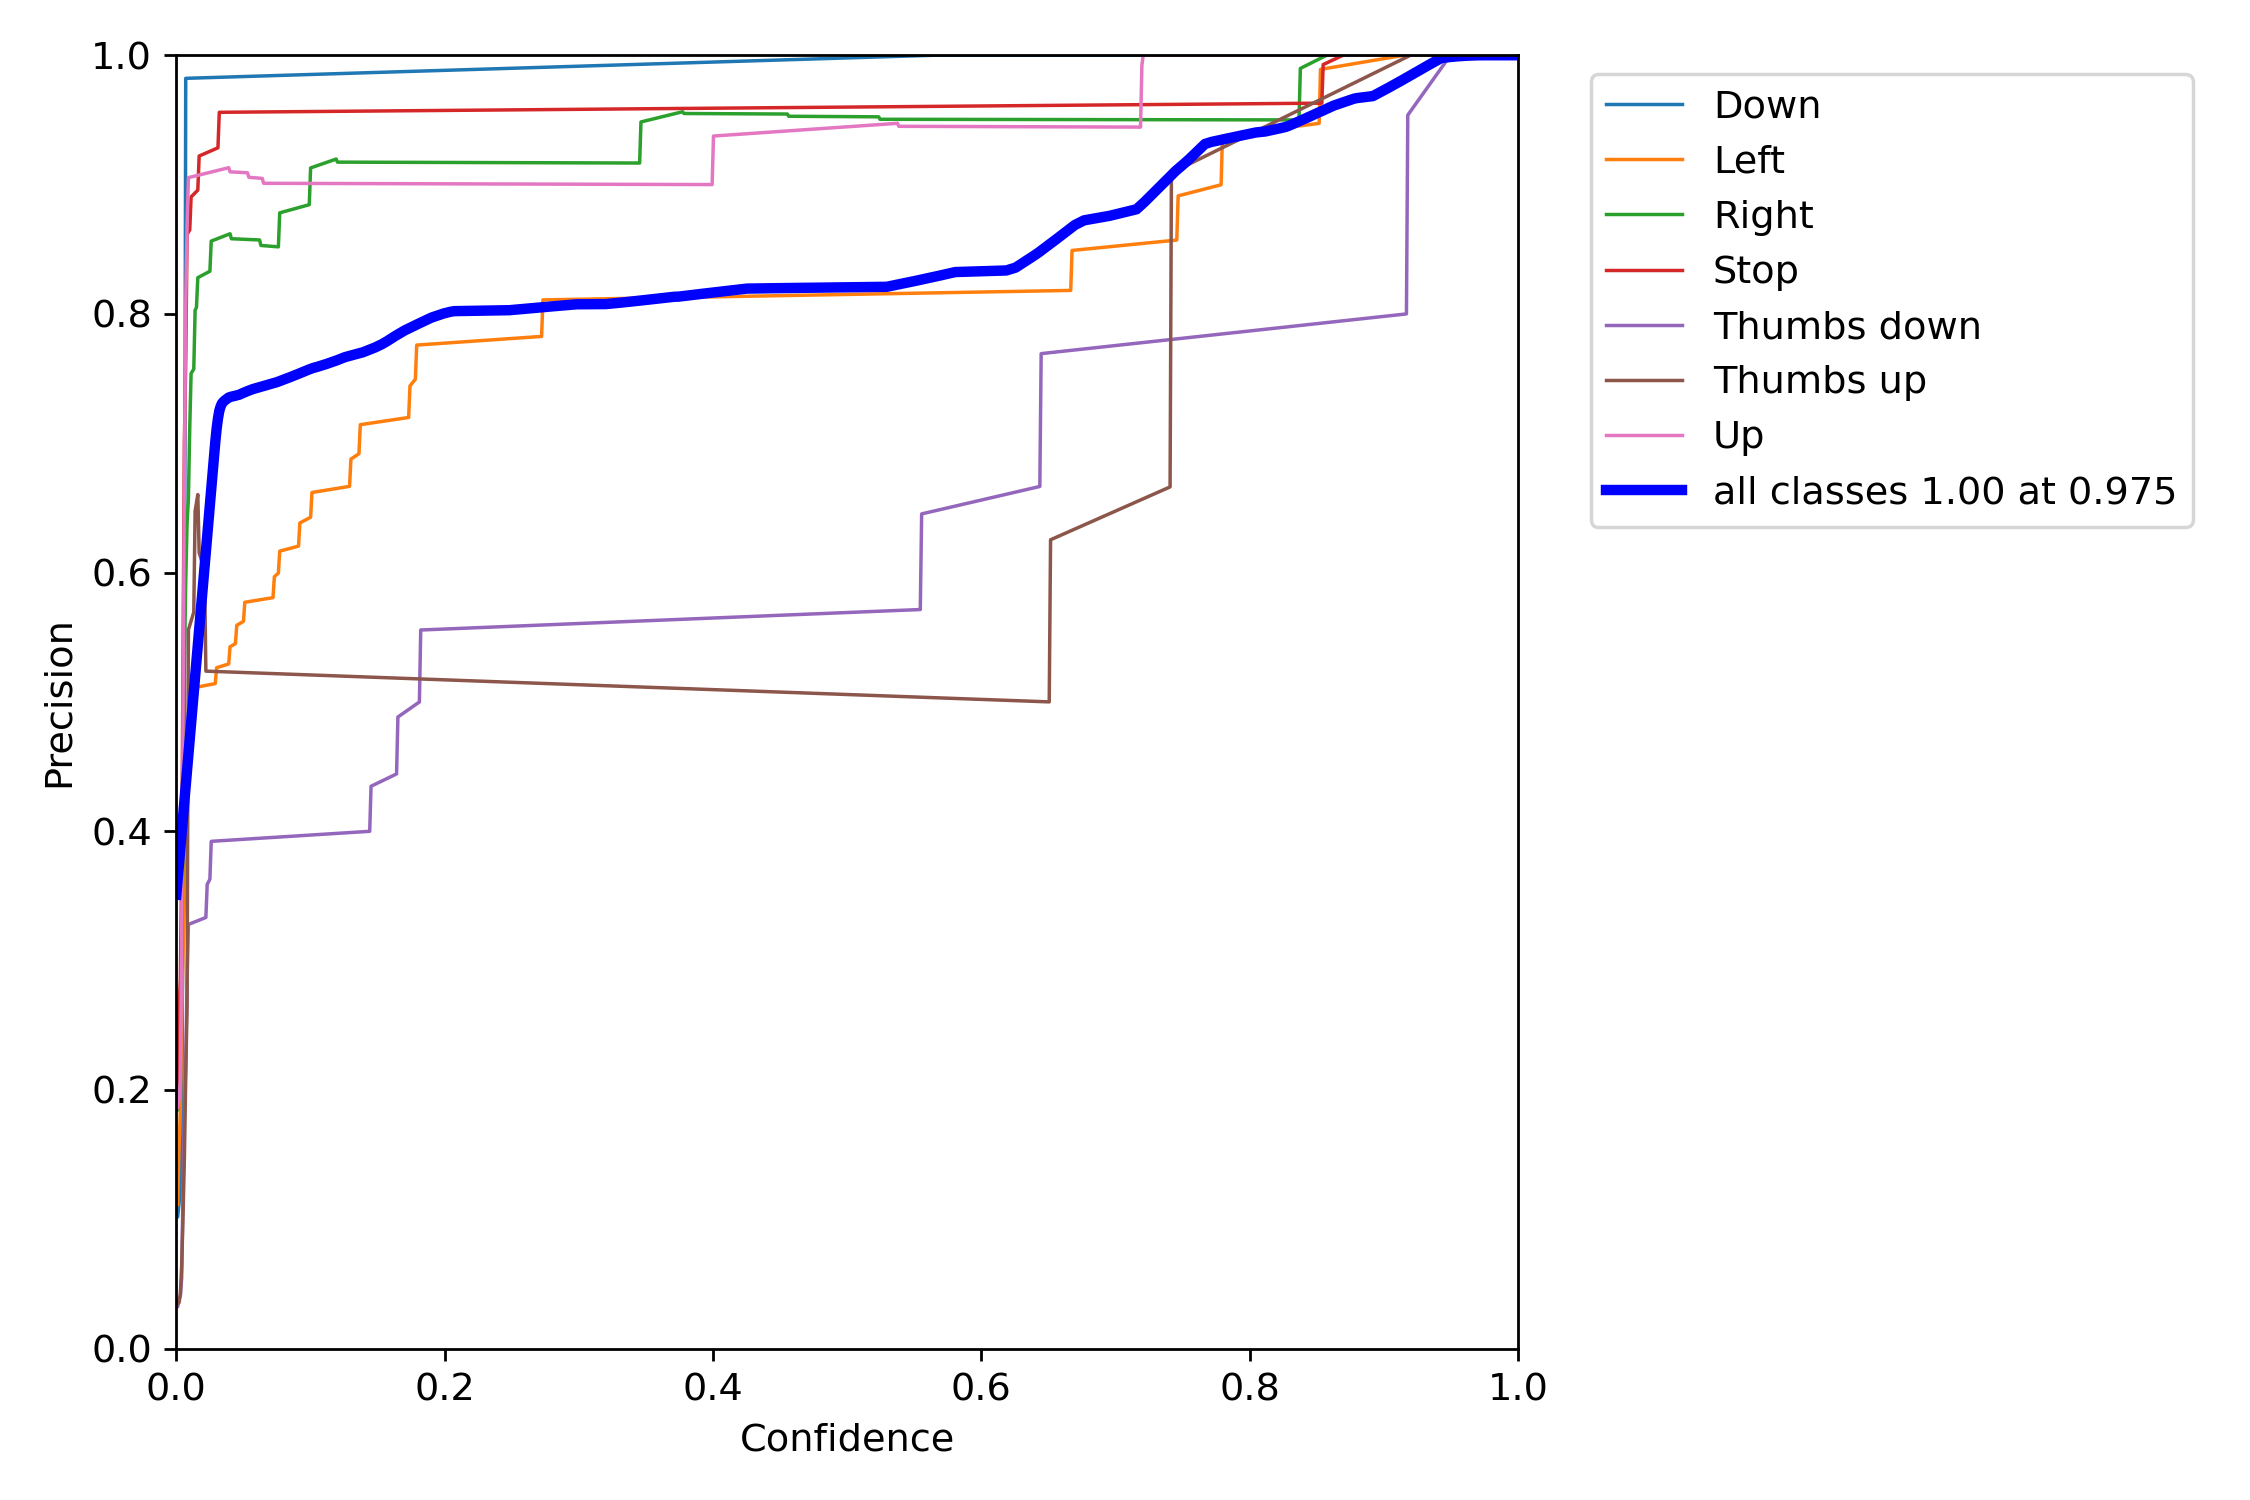 1.0
0.8
0.6
0.4
0.2
0.0
Precision
0.0 0.2 0.4 0.6 0.8 1.0
Confidence
Down
Left
Right
Stop
Thumbs down
Thumbs up
Up
all classes 1.00 at 0.975